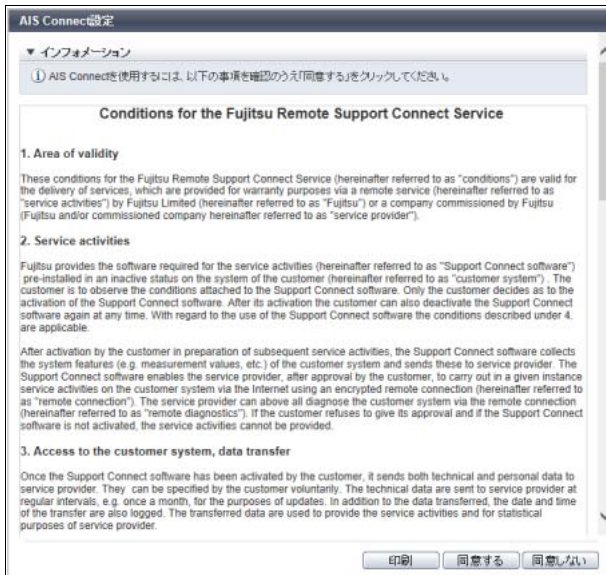 AIS Connect設定
▼ インフォメーション
AIS Connectを使用するには、以下の事項を確認のうえ「同意する」をクリックしてください。
Conditions for the Fujitsu Remote Support Connect Service
1. Area of validity
These conditions for the Fujitsu Remote Support Connect Service (hereinafter referred to as "conditions") are valid for
the delivery of services, which are provided for warranty purposes via a remote service (hereinafter referred to as
"service activities") by Fujitsu Limited (hereinafter referred to as "Fujitsu") or a company commissioned by Fujitsu
(Fujitsu and/or commissioned company hereinafter referred to as "service provider").
2. Service activities
Fujitsu provides the software required for the service activities (hereinafter referred to as "Support Connect software")
pre-installed in an inactive status on the system of the customer (hereinafter referred to as "customer system") . The
customer is to observe the conditions attached to the Support Connect software. Only the customer decides as to the
activation of the Support Connect software. After its activation the customer can also deactivate the Support Connect
software again at any time. With regard to the use of the Support Connect software the conditions described under 4.
are applicable.
After activation by the customer in preparation of subsequent service activities, the Support Connect software collects
the system features (e.g. measurement values, etc.) of the customer system and sends these to service provider. The
Support Connect software enables the service provider, after approval by the customer, to carry out in a given instance
service activities on the customer system via the Internet using an encrypted remote connection (hereinafter referred to
as "remote connection"). The service provider can above all diagnose the customer system via the remote connection
(hereinafter referred to as "remote diagnostics"). If the customer refuses to give its approval and if the Support Connect
software is not activated, the service activities cannot be provided.
3. Access to the customer system, data transfer
Once the Support Connect software has been activated by the customer, it sends both technical and personal data to
service provider. They can be specified by the customer voluntarily. The technical data are sent to service provider at
regular intervals, e.g. once a month, for the purposes of updates. In addition to the data transferred, the date and time
of the transfer are also logged. The transferred data are used to provide the service activities and for statistical
purposes of service provider.
印刷 同意する 同意しない